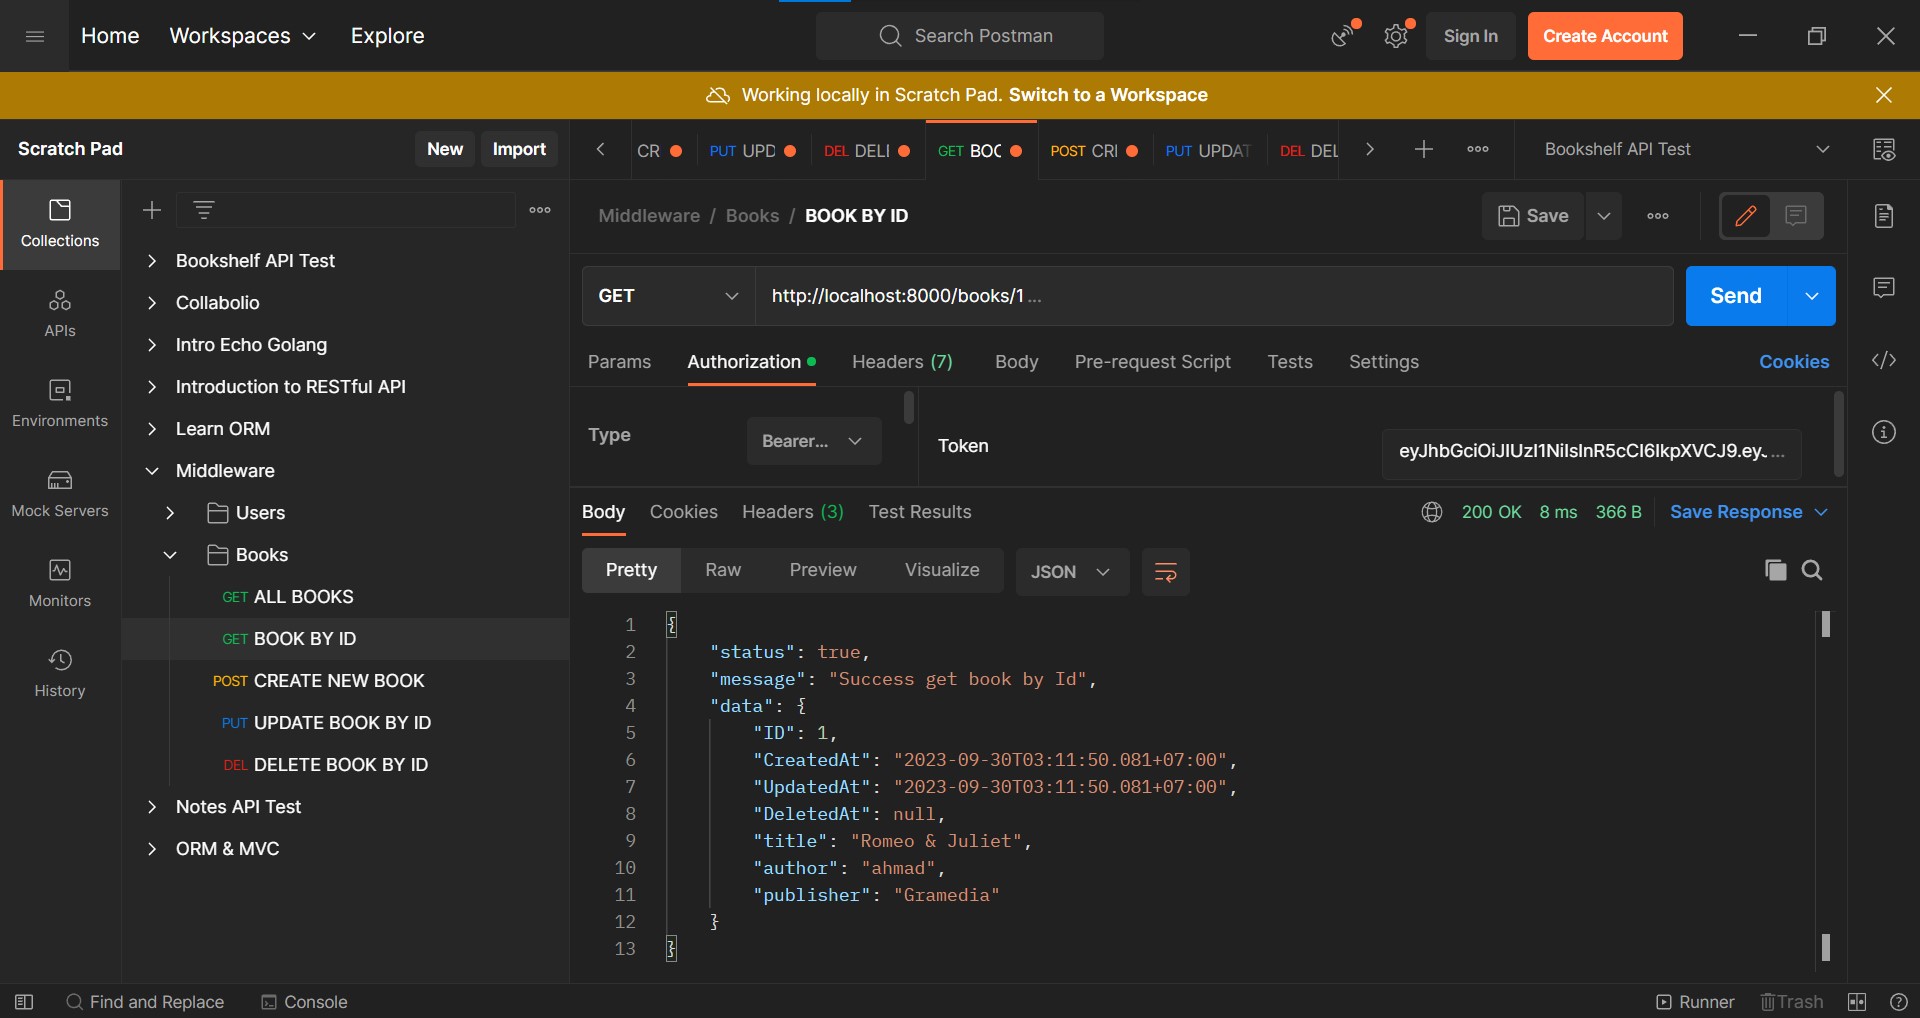 Home Workspaces Explore Search Postman Sign In Create Account
Working locally in Scratch Pad. Switch to a Workspace
Scratch Pad New Import
CR PUT UPD DEL DELI GET BOC POST CRI PUT UPDAT DEL DEL
Bookshelf API Test
Collections
APIs
Environments
Mock Servers
Monitors
History
Bookshelf API Test
Collabolio
Intro Echo Golang
Introduction to RESTful API
Learn ORM
Middleware
Users
Books
GET ALL BOOKS
GET BOOK BY ID
POST CREATE NEW BOOK
PUT UPDATE BOOK BY ID
DEL DELETE BOOK BY ID
Notes API Test
ORM & MVC
Middleware / Books / BOOK BY ID Save
GET http://localhost:8000/books/1 ... Send
Params Authorization Headers (7) Body Pre-request Script Tests Settings Cookies
Type Bearer... Token eyJhbGciOiJIUzI1NiIsInR5cCI6IkpXVCJ9.ey. ...
Body Cookies Headers (3) Test Results 200 OK 8 ms 366 B Save Response
Pretty Raw Preview Visualize JSON
1 {
2 "status": true,
3 "message": "Success get book by Id",
4 "data": {
5 "ID": 1,
6 "CreatedAt": "2023-09-30T03:11:50.081+07:00",
7 "UpdatedAt": "2023-09-30T03:11:50.081+07:00",
8 "DeletedAt": null,
9 "title": "Romeo & Juliet",
10 "author": "ahmad",
11 "publisher": "Gramedia"
12 }
13 }
Find and Replace Console Runner Trash